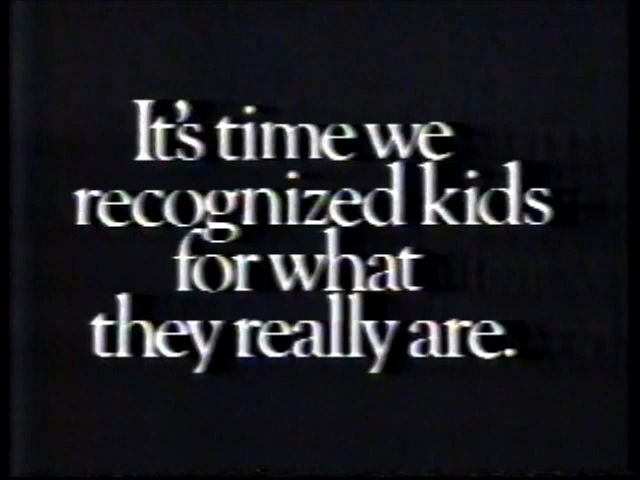 It's time we
recognized kids
for what
they really are.